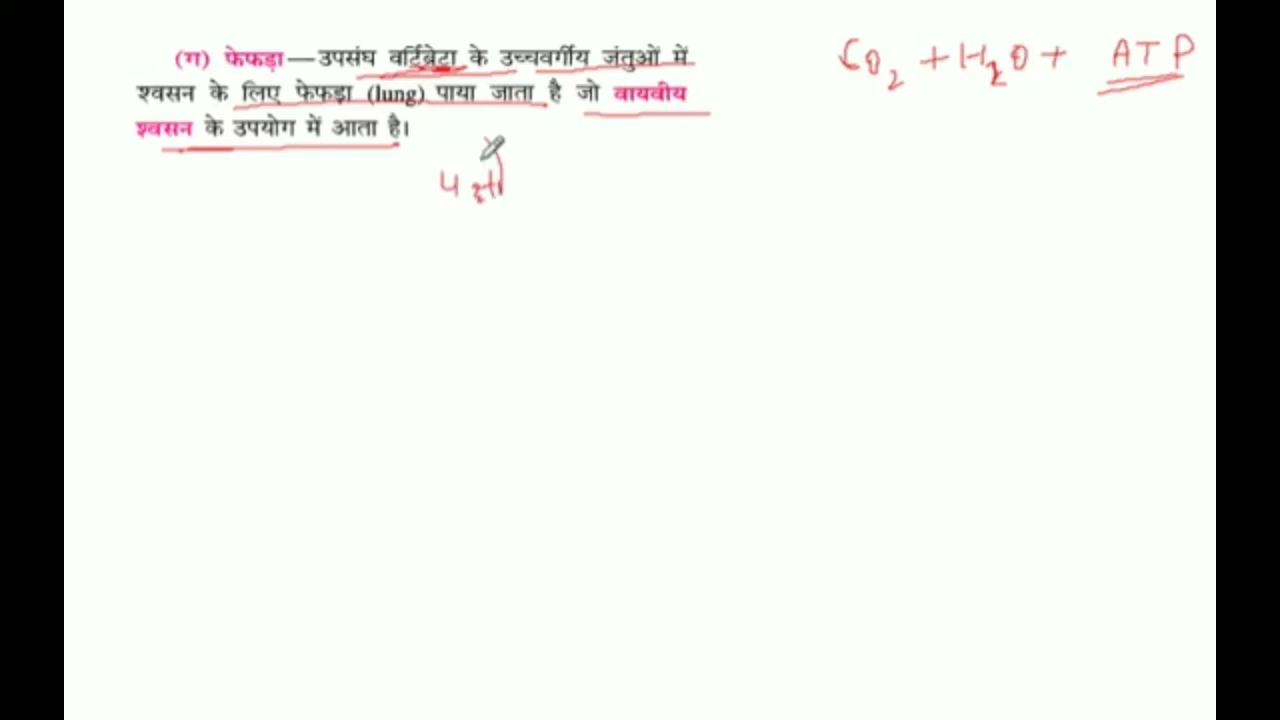 (ग) फेफड़ा—उपसंघ वर्टिब्रेटा के उच्चवर्गीय जंतुओं में
श्वसन के लिए फेफड़ा (lung) पाया जाता है जो वायवीय
श्वसन के उपयोग में आता है।
CO2 + H2O + ATP